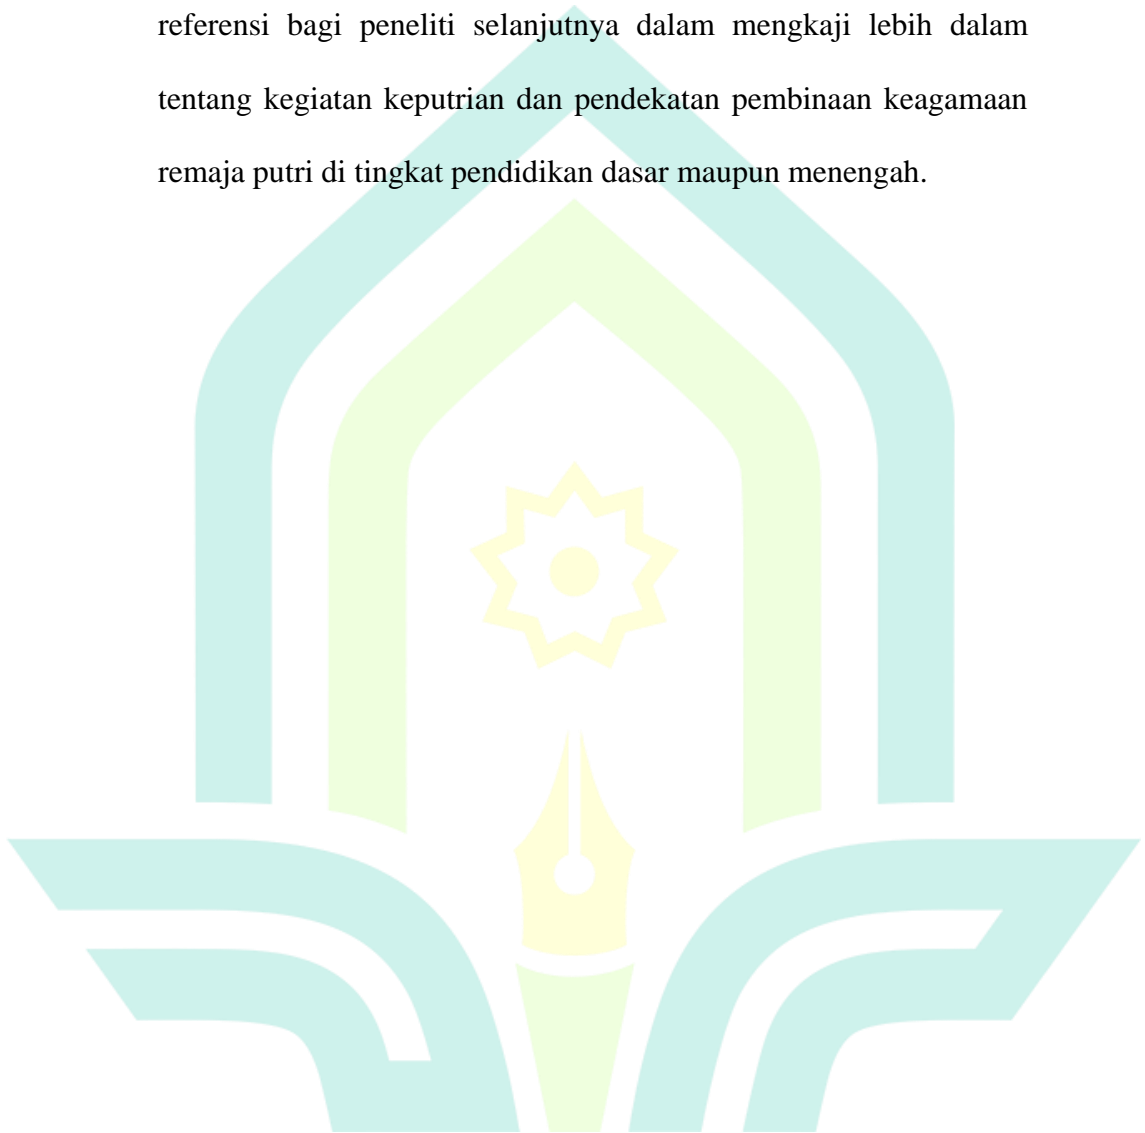 referensi bagi peneliti selanjutnya dalam mengkaji lebih dalam
tentang kegiatan keputrian dan pendekatan pembinaan keagamaan
remaja putri di tingkat pendidikan dasar maupun menengah.